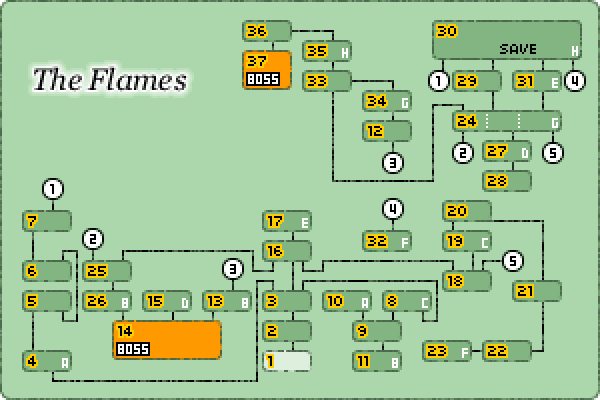 36
30
35 H
SAVE H
The Flames
37
BOSS
33
1
29
31 E
4
34 G
24 G
12
2
27 D
5
3
28
1
7
17 E
4
20
2
16
32 F
19 C
5
6
25
3
18
21
5
26 B
15 D
13 B
3
10 A
8 C
14
BOSS
2
9
4 A
1
11 B
23 F
22